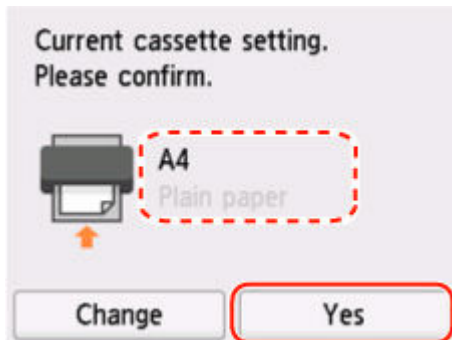 Current cassette setting.
Please confirm.
A4
Plain paper
Change
Yes